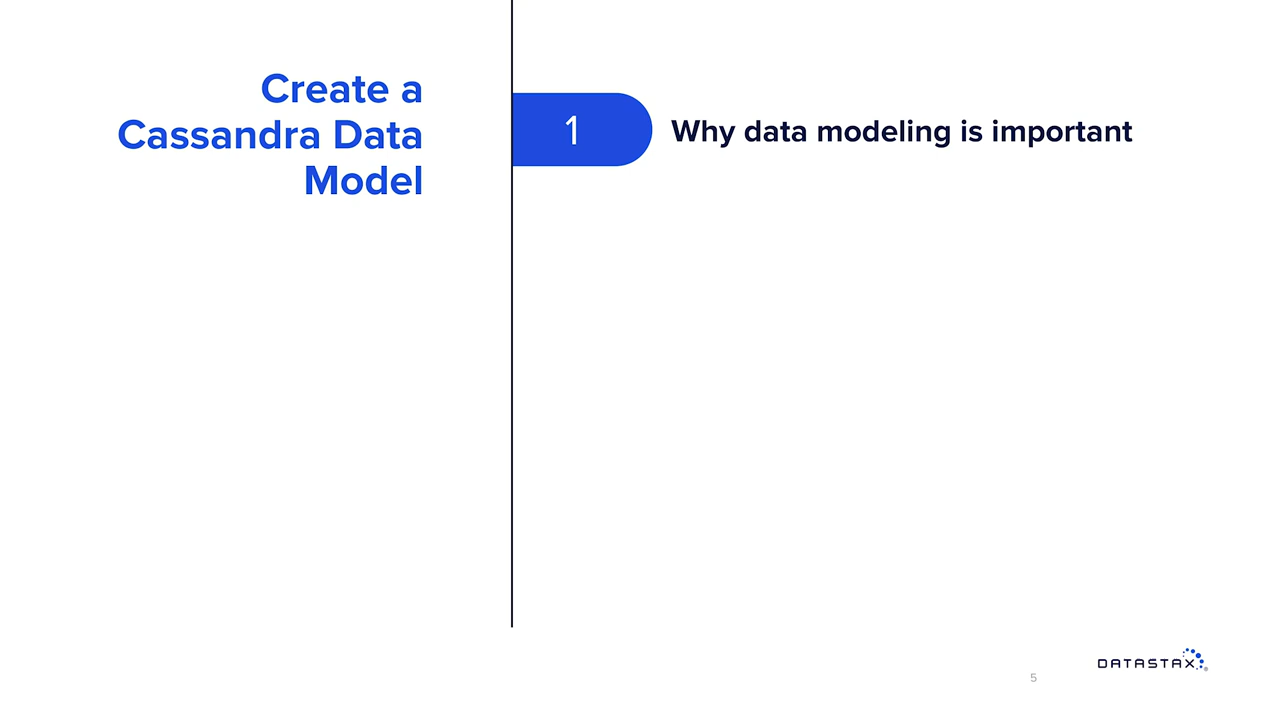 Create a
Cassandra Data
Model
1
Why data modeling is important
5
DATASTAX